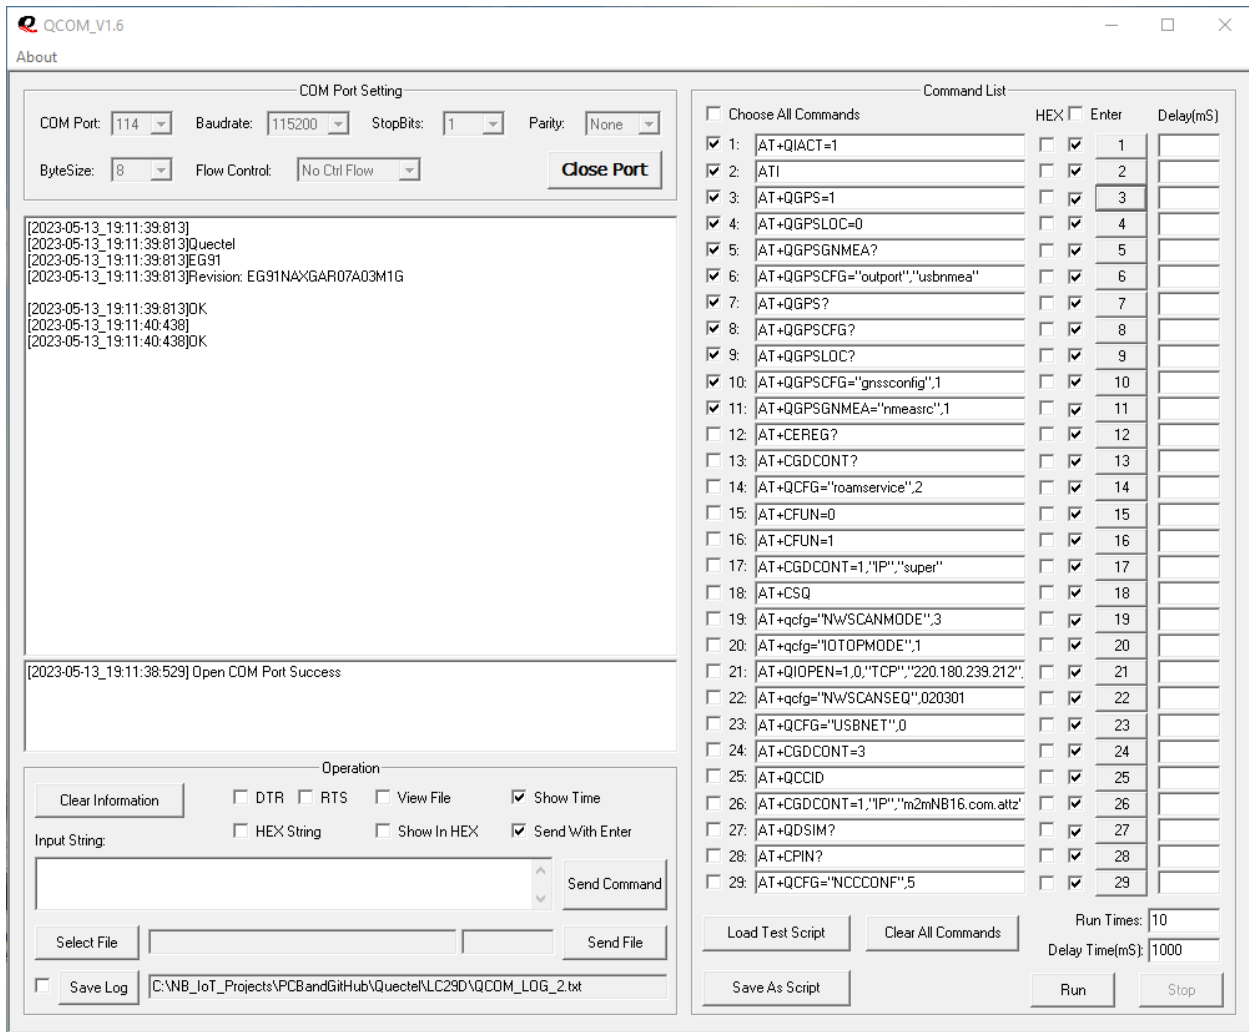 QCOM_V1.6
About
COM Port Setting
COM Port: 114 Baudrate: 115200 StopBits: 1 Parity: None
ByteSize: 8 Flow Control: No Ctrl Flow Close Port
[2023-05-13_19:11:39:813]
[2023-05-13_19:11:39:813]Quectel
[2023-05-13_19:11:39:813]EG91
[2023-05-13_19:11:39:813]Revision: EG91NAXGAR07A03M1G
[2023-05-13_19:11:39:813]OK
[2023-05-13_19:11:40:438]
[2023-05-13_19:11:40:438]OK
[2023-05-13_19:11:38:529] Open COM Port Success
Operation
Clear Information DTR RTS View File Show Time
HEX String Show In HEX Send With Enter
Input String:
Send Command
Select File Send File
Save Log C:\NB_IoT_Projects\PCBandGitHub\Quectel\LC29D\QCOM_LOG_2.txt
Command List
Choose All Commands HEX Enter Delay(mS)
1: AT+QIACT=1 1
2: ATI 2
3: AT+QGPS=1 3
4: AT+QGPSLOC=0 4
5: AT+QGPSGNMEA? 5
6: AT+QGPSCFG="outport","usbnmea" 6
7: AT+QGPS? 7
8: AT+QGPSCFG? 8
9: AT+QGPSLOC? 9
10: AT+QGPSCFG="gnssconfig",1 10
11: AT+QGPSGNMEA="nmeasrc",1 11
12: AT+CEREG? 12
13: AT+CGDCONT? 13
14: AT+QCFG="roamservice",2 14
15: AT+CFUN=0 15
16: AT+CFUN=1 16
17: AT+CGDCONT=1,"IP","super" 17
18: AT+CSQ 18
19: AT+qcfg="NWSCANMODE",3 19
20: AT+qcfg="IOTOPMODE",1 20
21: AT+QIOPEN=1,0,"TCP","220.180.239.212", 21
22: AT+qcfg="NWSCANSEQ",020301 22
23: AT+QCFG="USBNET",0 23
24: AT+CGDCONT=3 24
25: AT+QCCID 25
26: AT+CGDCONT=1,"IP","m2mNB16.com.attz" 26
27: AT+QDSIM? 27
28: AT+CPIN? 28
29: AT+QCFG="NCCCONF",5 29
Load Test Script Clear All Commands Run Times: 10
Delay Time(mS): 1000
Save As Script Run Stop